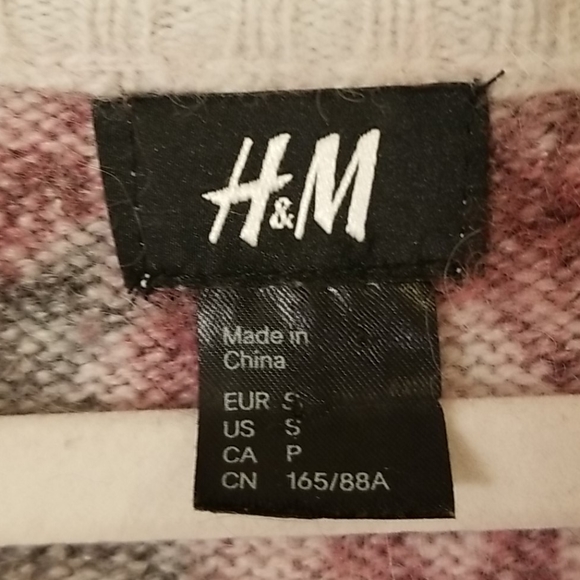 H&M
Made in
China
EUR S
US S
CA P
CN 165/88A